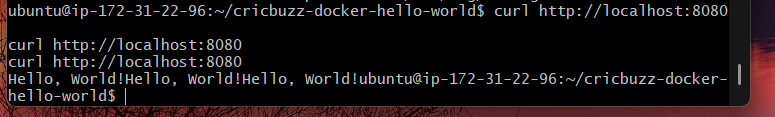 ubuntu@ip-172-31-22-96:~/cricbuzz-docker-hello-world$ curl http://localhost:8080
curl http://localhost:8080
curl http://localhost:8080
Hello, World!Hello, World!Hello, World!ubuntu@ip-172-31-22-96:~/cricbuzz-docker-
hello-world$